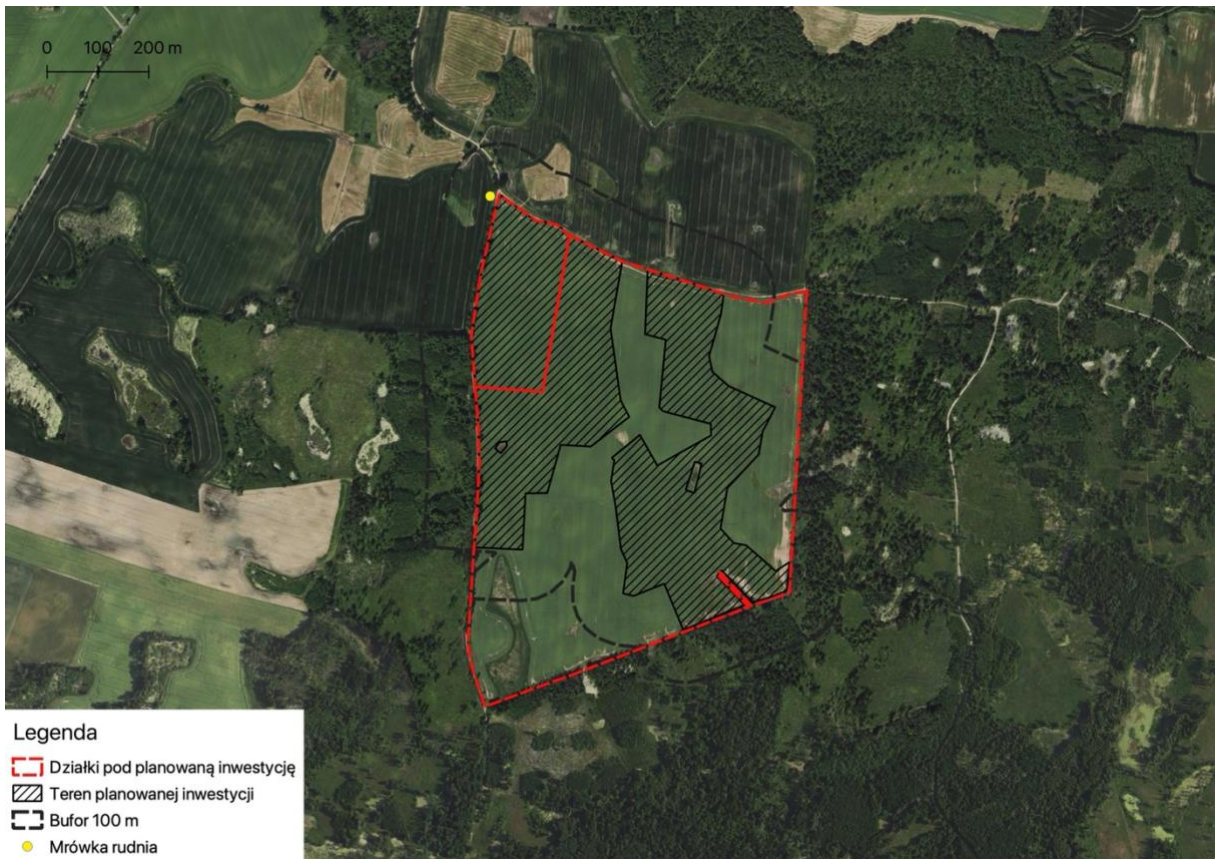 0 100 200 m
Legenda
Działki pod planowaną inwestycję
Teren planowanej inwestycji
Bufor 100 m
Mrówka rudnia